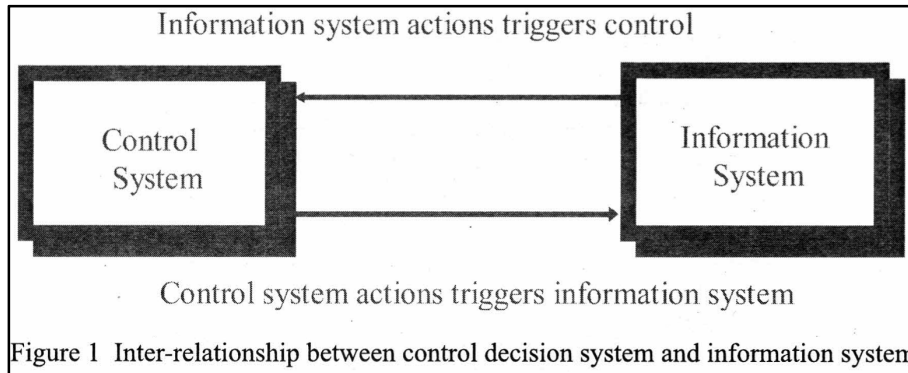 Information system actions triggers control
Control
System
Information
System
Control system actions triggers information system
Figure 1 Inter-relationship between control decision system and information system